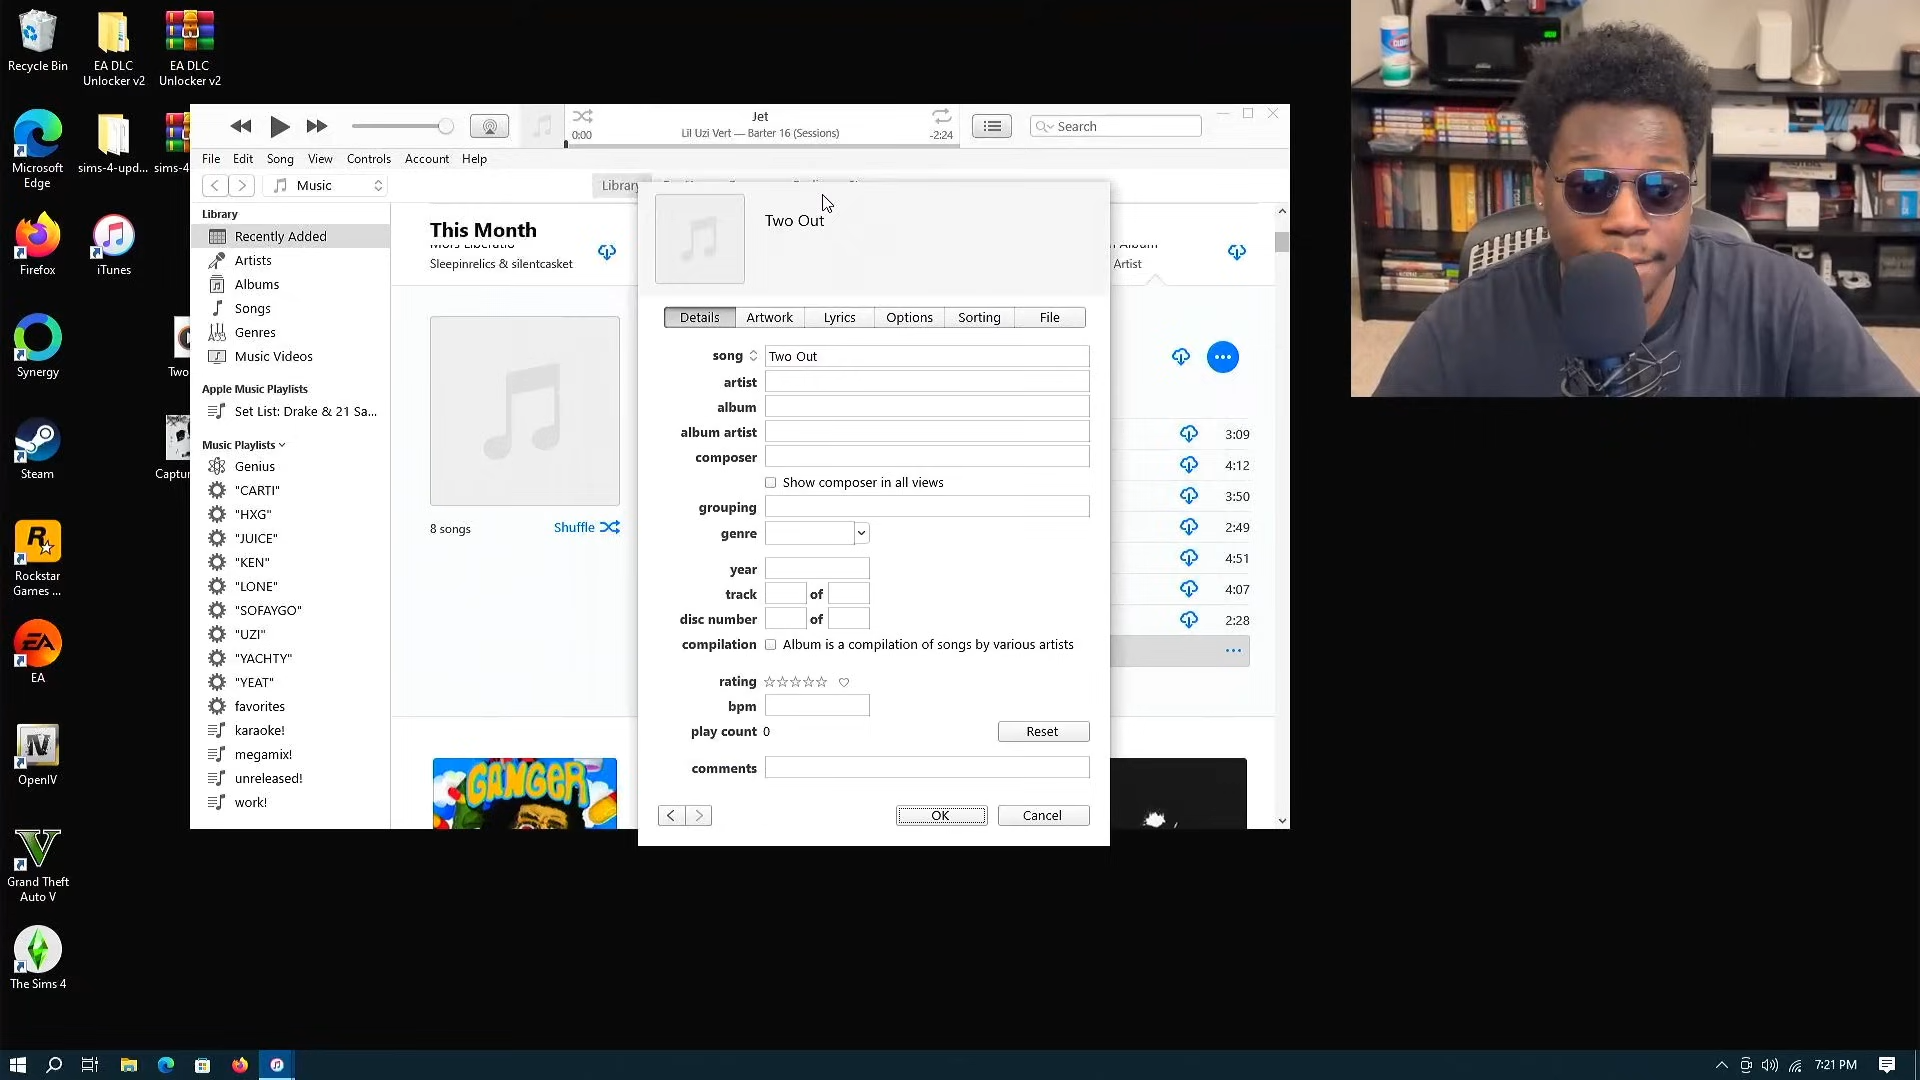 Recycle Bin
EA DLC
Unlocker v2
EA DLC
Unlocker v2
Microsoft
Edge
sims-4-upd...
sims-4
Firefox
iTunes
Synergy
Two
Steam
Captur
Rockstar
Games ...
EA
OpenIV
Grand Theft
Auto V
The Sims 4
Jet
Lil Uzi Vert — Barter 16 (Sessions)
0:00
-2:24
Search
File Edit Song View Controls Account Help
Music
Library
Library
Recently Added
Artists
Albums
Songs
Genres
Music Videos
Apple Music Playlists
Set List: Drake & 21 Sa...
Music Playlists
Genius
"CARTI"
"HXG"
"JUICE"
"KEN"
"LONE"
"SOFAYGO"
"UZI"
"YACHTY"
"YEAT"
favorites
karaoke!
megamix!
unreleased!
work!
This Month
Sleepinrelics & silentcasket
Album
Artist
8 songs
Shuffle
3:09
4:12
3:50
2:49
4:51
4:07
2:28
GANGER
Two Out
Details Artwork Lyrics Options Sorting File
song Two Out
artist
album
album artist
composer
Show composer in all views
grouping
genre
year
track of
disc number of
compilation Album is a compilation of songs by various artists
rating
bpm
play count 0
Reset
comments
OK Cancel
7:21 PM